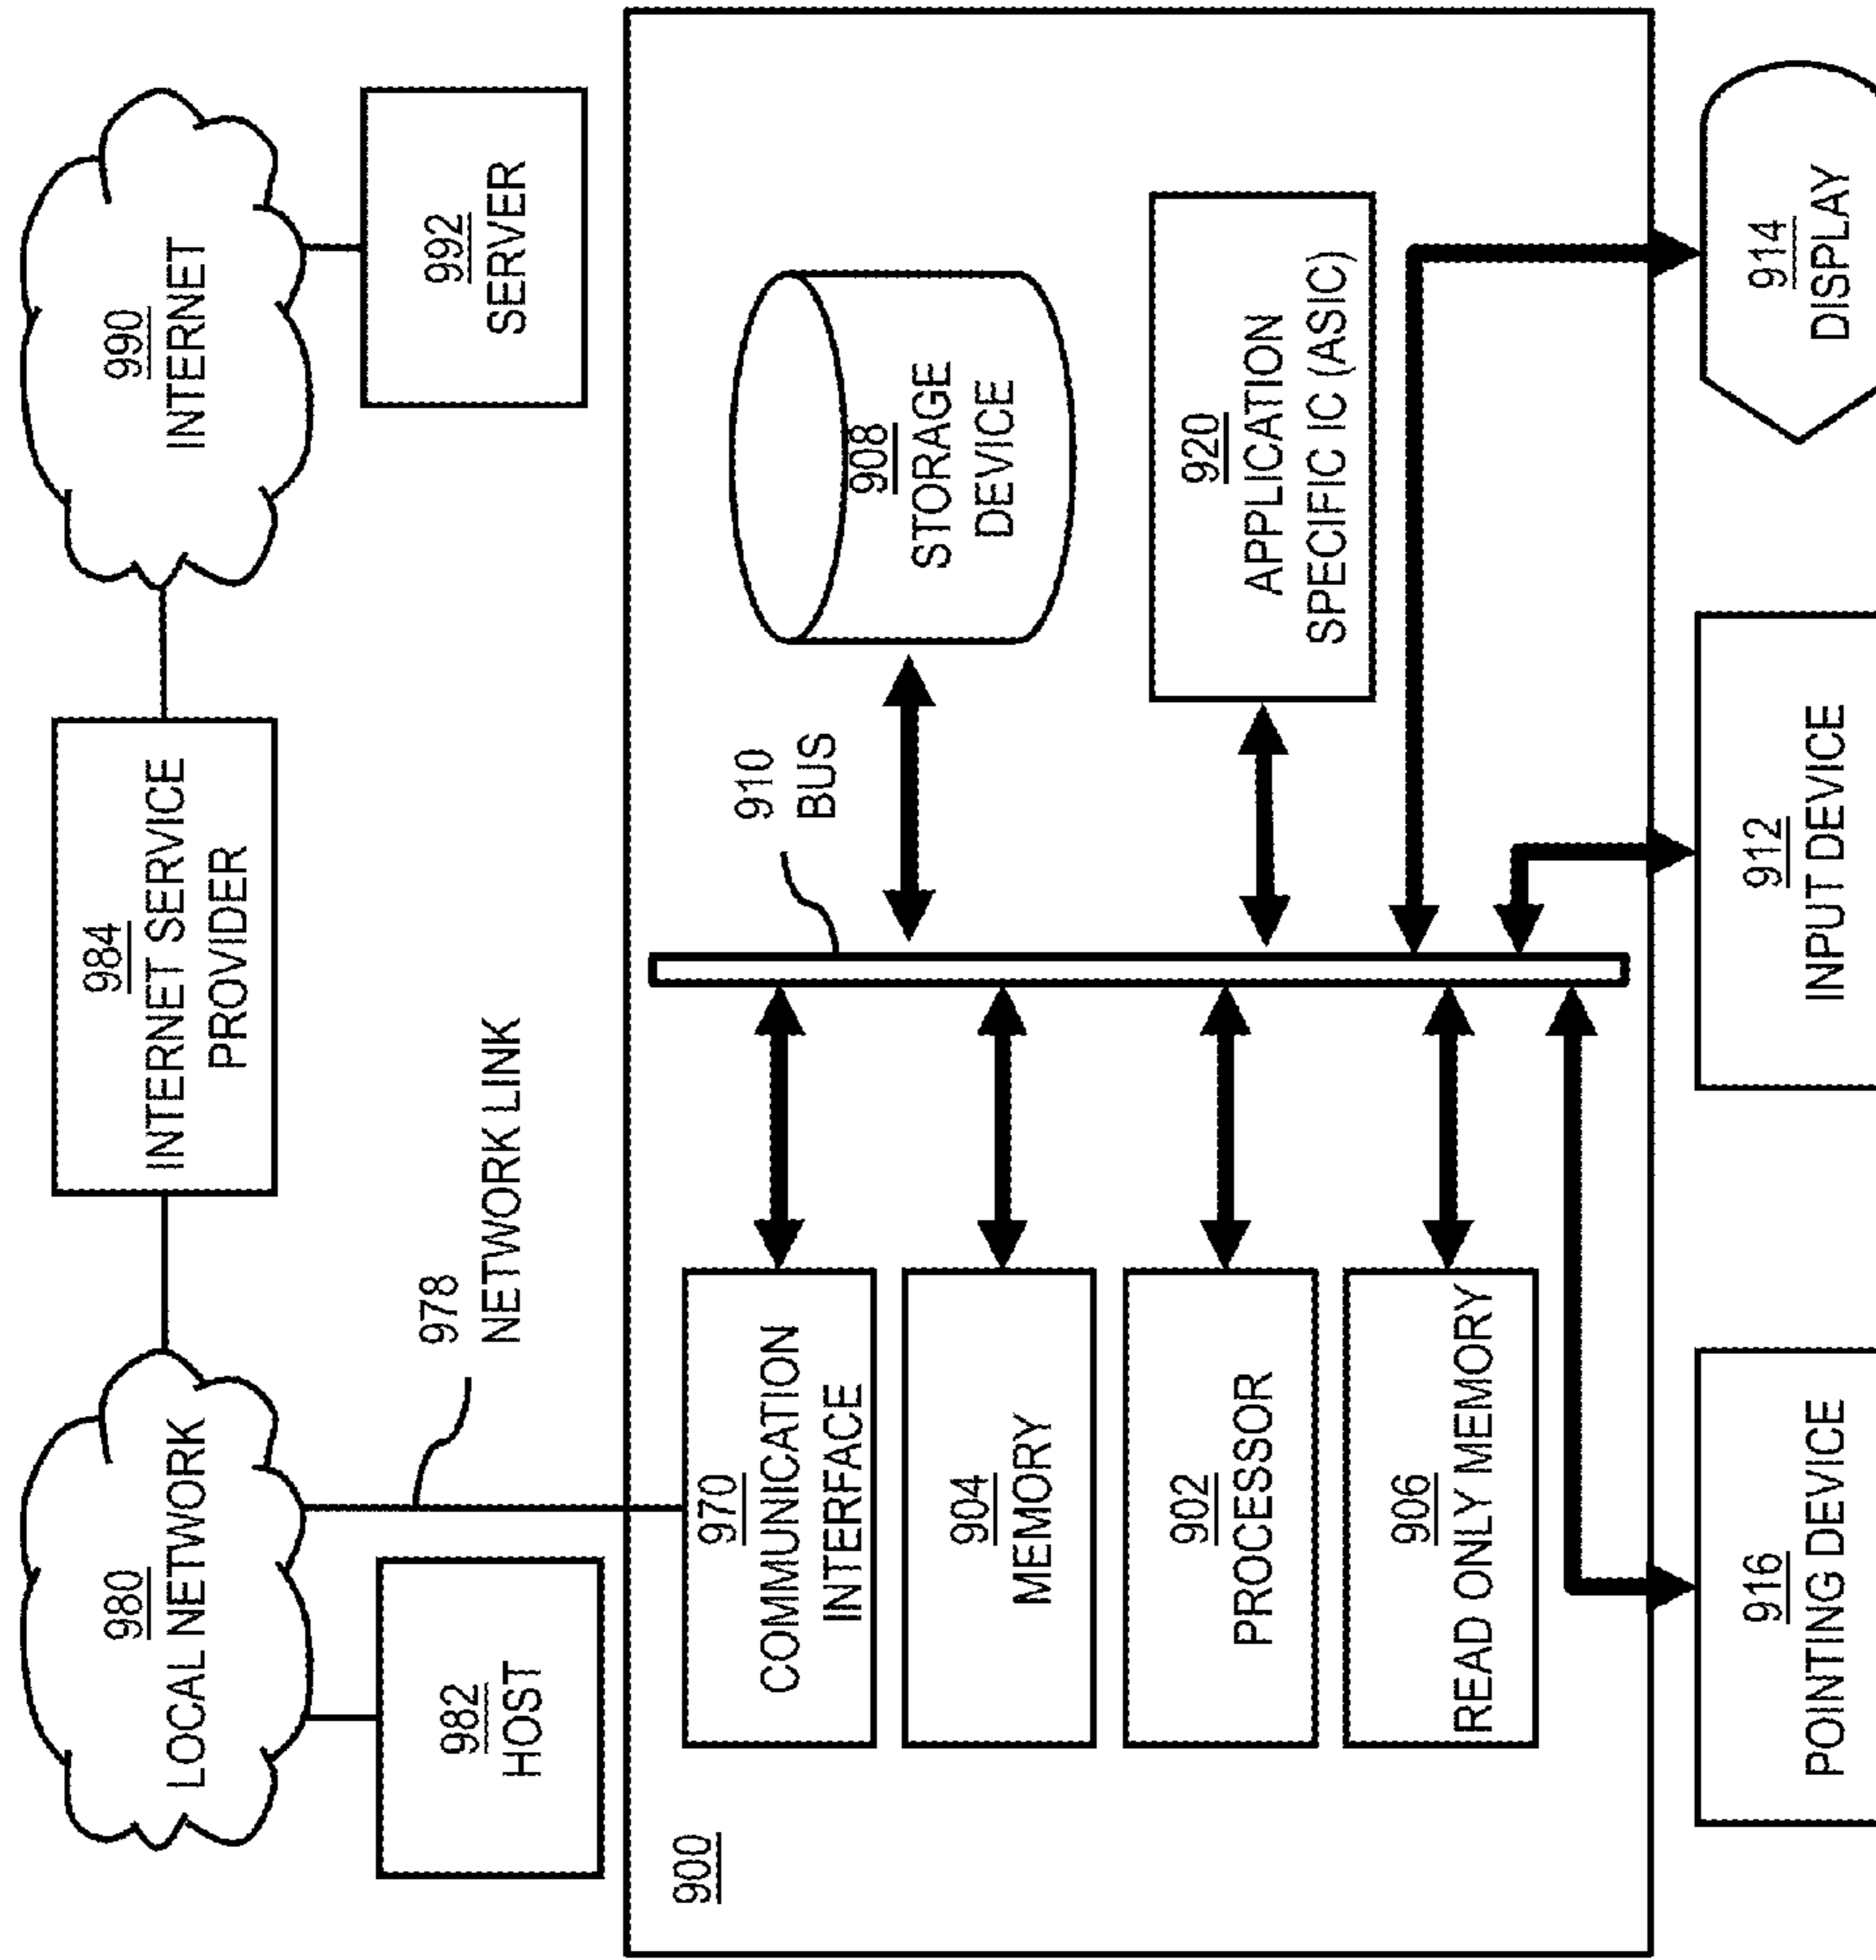 980
LOCAL NETWORK
984
INTERNET SERVICE
PROVIDER
990
INTERNET
982
HOST
978
NETWORK LINK
992
SERVER
900
970
COMMUNICATION
INTERFACE
910
BUS
908
STORAGE
DEVICE
904
MEMORY
902
PROCESSOR
920
APPLICATION
SPECIFIC IC (ASIC)
906
READ ONLY MEMORY
916
POINTING DEVICE
912
INPUT DEVICE
914
DISPLAY